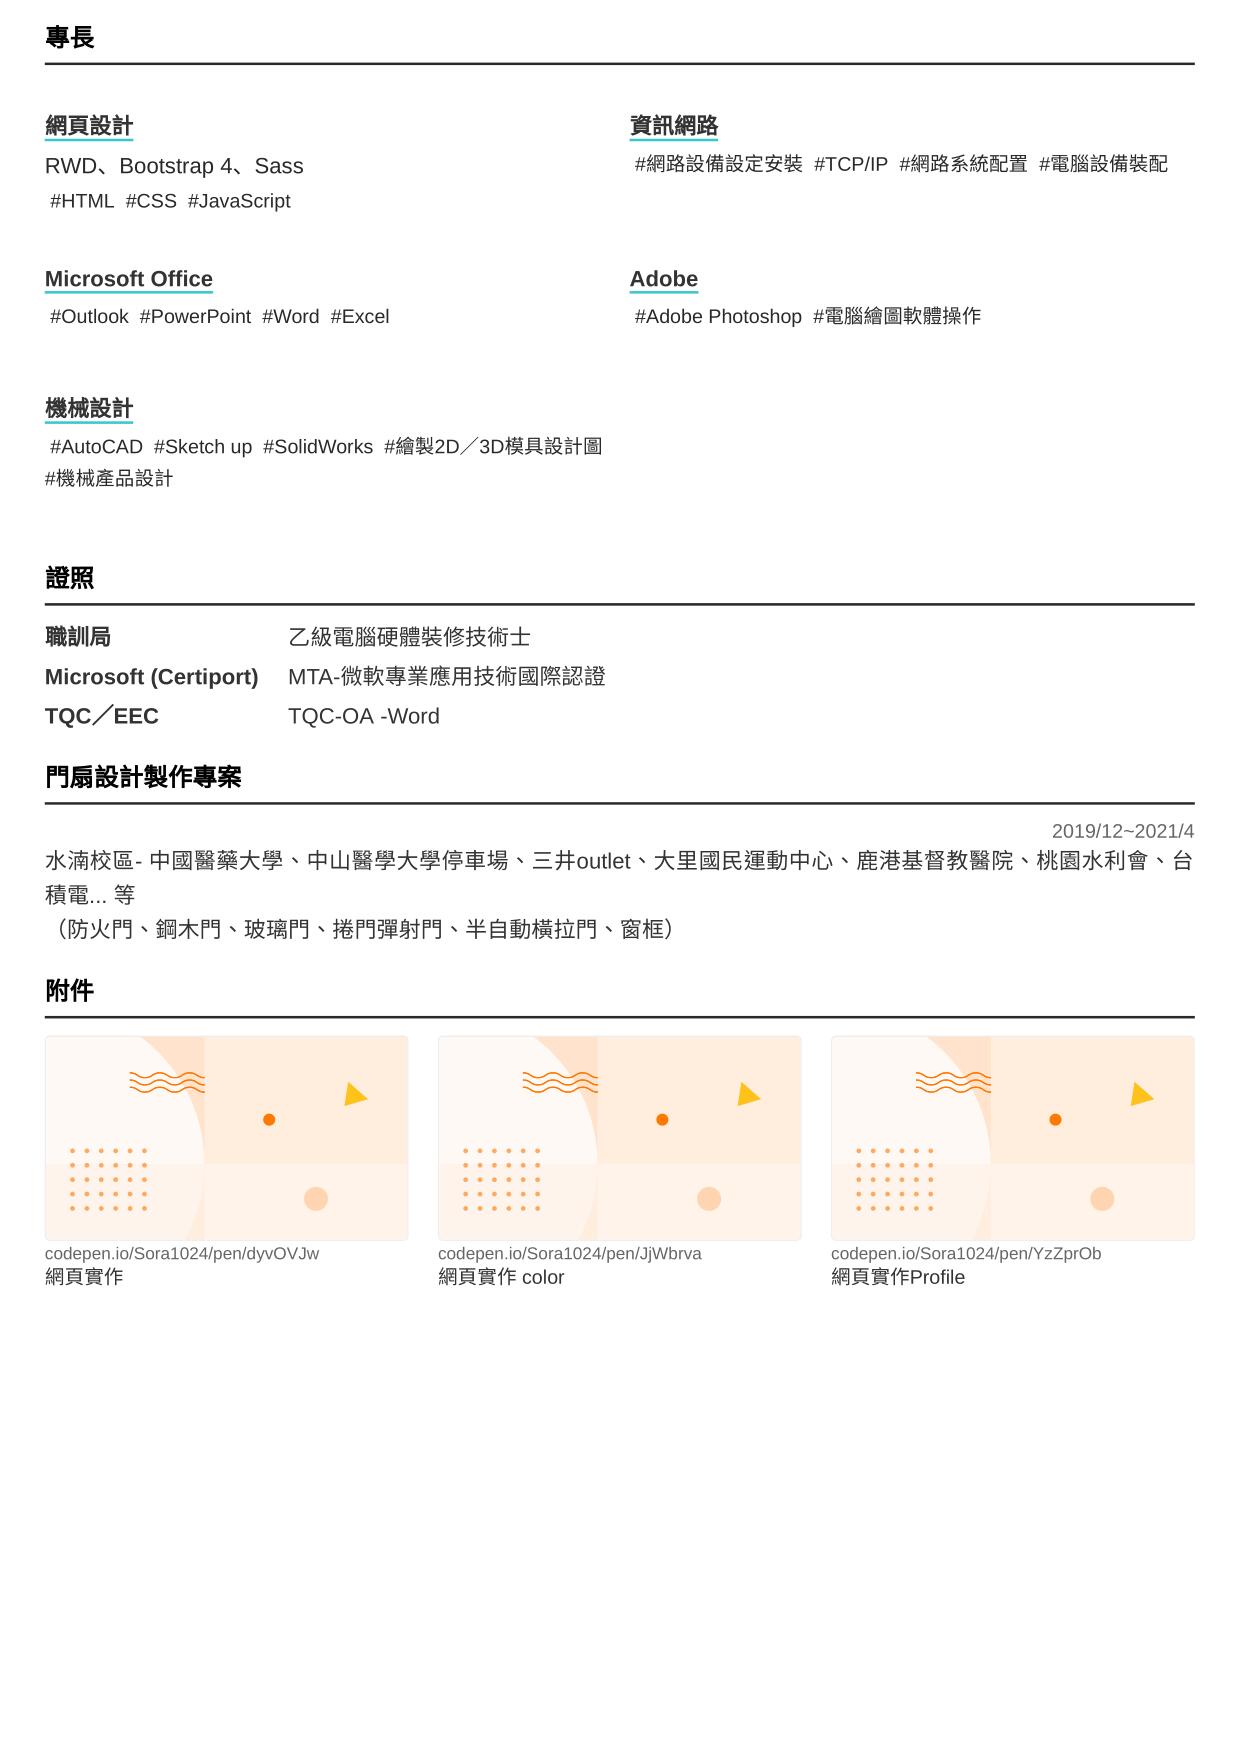 專長
網頁設計
RWD、Bootstrap 4、Sass
#HTML #CSS #JavaScript
資訊網路
#網路設備設定安裝 #TCP/IP #網路系統配置 #電腦設備裝配
Microsoft Office
#Outlook #PowerPoint #Word #Excel
Adobe
#Adobe Photoshop #電腦繪圖軟體操作
機械設計
#AutoCAD #Sketch up #SolidWorks #繪製2D／3D模具設計圖
#機械產品設計
證照
職訓局 乙級電腦硬體裝修技術士
Microsoft (Certiport) MTA-微軟專業應用技術國際認證
TQC／EEC TQC-OA -Word
門扇設計製作專案
2019/12~2021/4
水湳校區- 中國醫藥大學、中山醫學大學停車場、三井outlet、大里國民運動中心、鹿港基督教醫院、桃園水利會、台
積電... 等
（防火門、鋼木門、玻璃門、捲門彈射門、半自動橫拉門、窗框）
附件
codepen.io/Sora1024/pen/dyvOVJw
網頁實作
codepen.io/Sora1024/pen/JjWbrva
網頁實作 color
codepen.io/Sora1024/pen/YzZprOb
網頁實作Profile